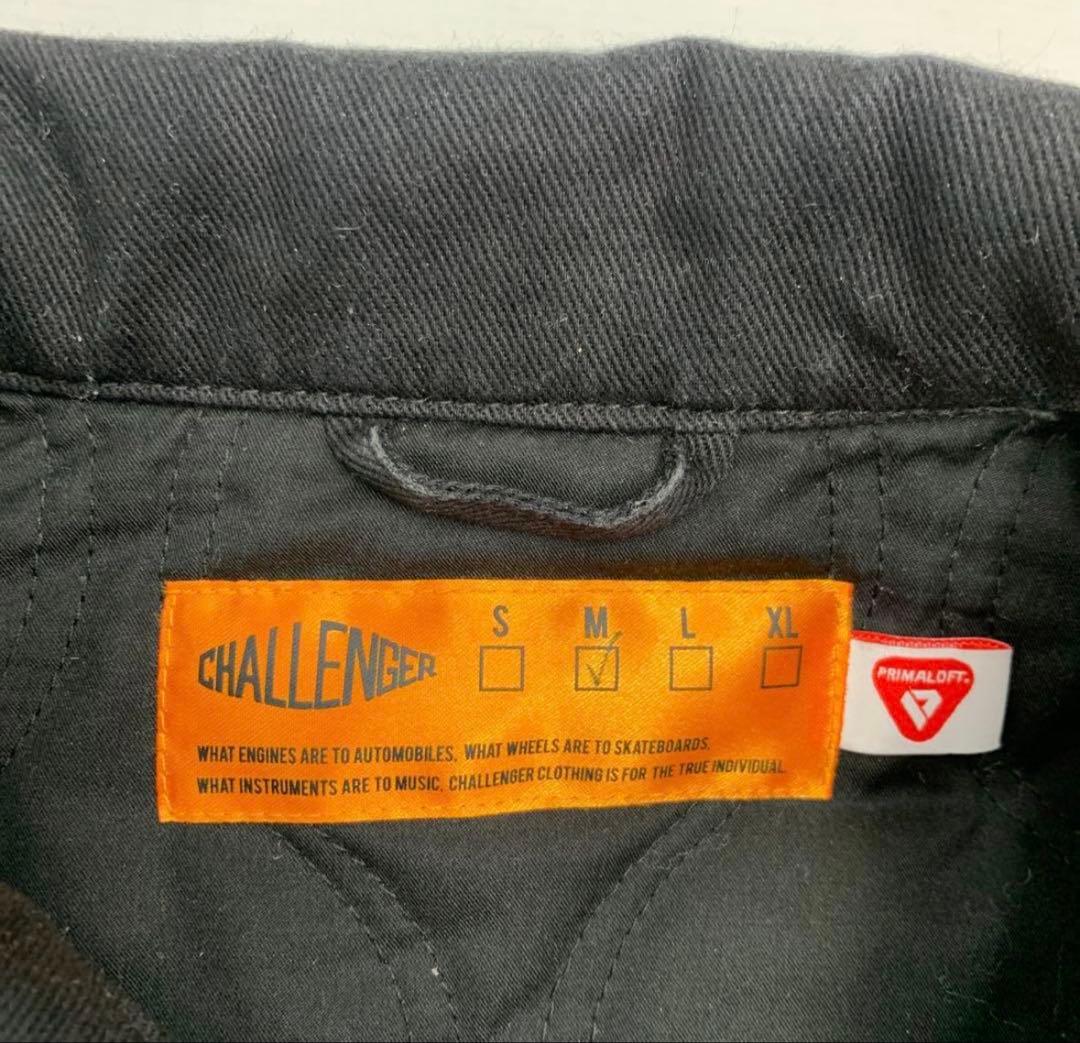 CHALLENGER
S M L XL
WHAT ENGINES ARE TO AUTOMOBILES, WHAT WHEELS ARE TO SKATEBOARDS,
WHAT INSTRUMENTS ARE TO MUSIC, CHALLENGER CLOTHING IS FOR THE TRUE INDIVIDUAL.
PRIMALOFT®